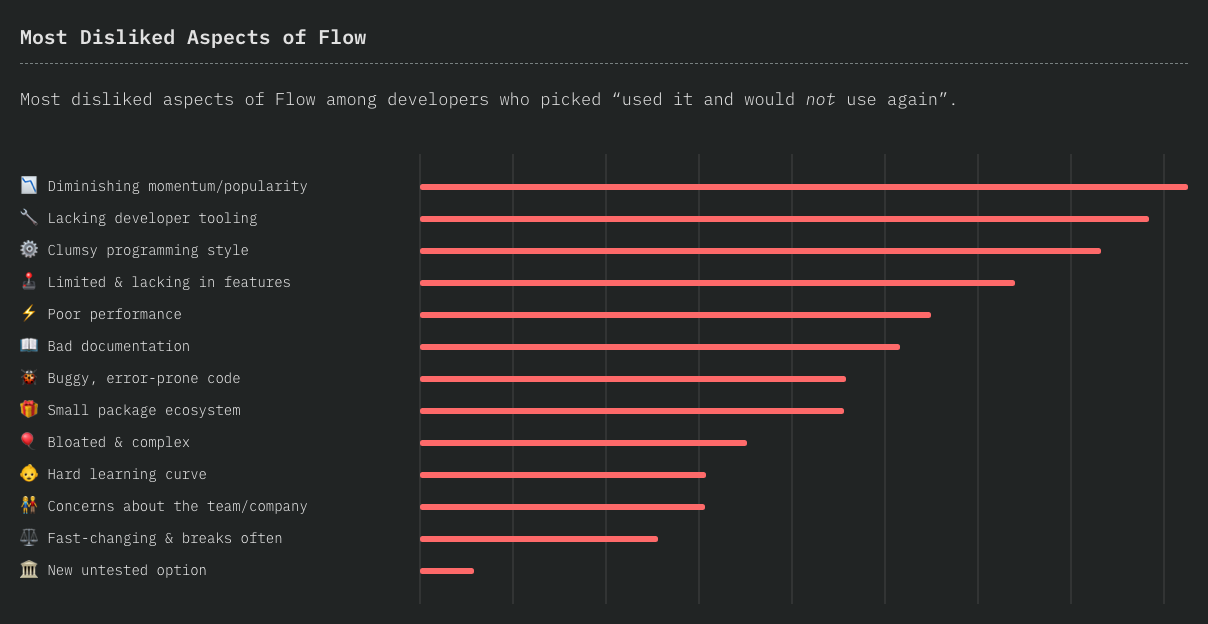 Most Disliked Aspects of Flow
Most disliked aspects of Flow among developers who picked “used it and would not use again”.
Diminishing momentum/popularity
Lacking developer tooling
Clumsy programming style
Limited & lacking in features
Poor performance
Bad documentation
Buggy, error-prone code
Small package ecosystem
Bloated & complex
Hard learning curve
Concerns about the team/company
Fast-changing & breaks often
New untested option